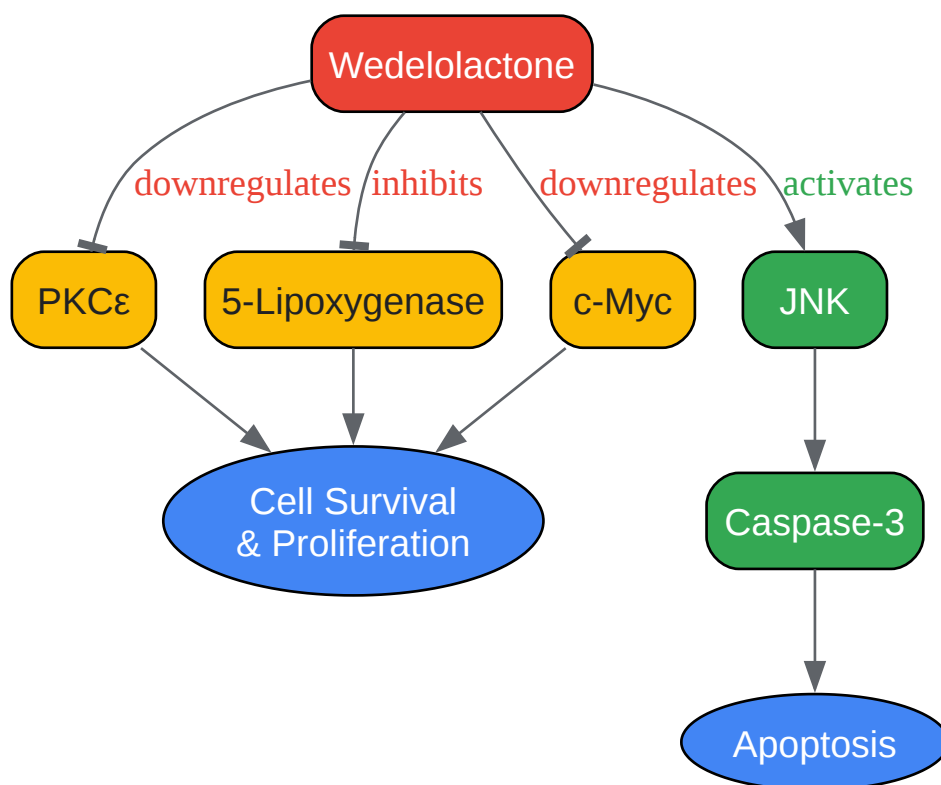 Wedelolactone
downregulates inhibits downregulates activates
PKCε 5-Lipoxygenase c-Myc JNK
Cell Survival
& Proliferation
Caspase-3
Apoptosis